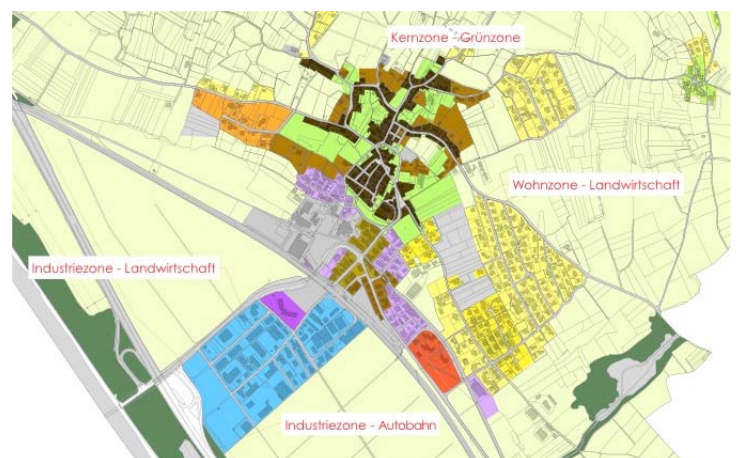 Kernzone - Grünzone
Wohnzone - Landwirtschaft
Industriezone - Landwirtschaft
Industriezone - Autobahn